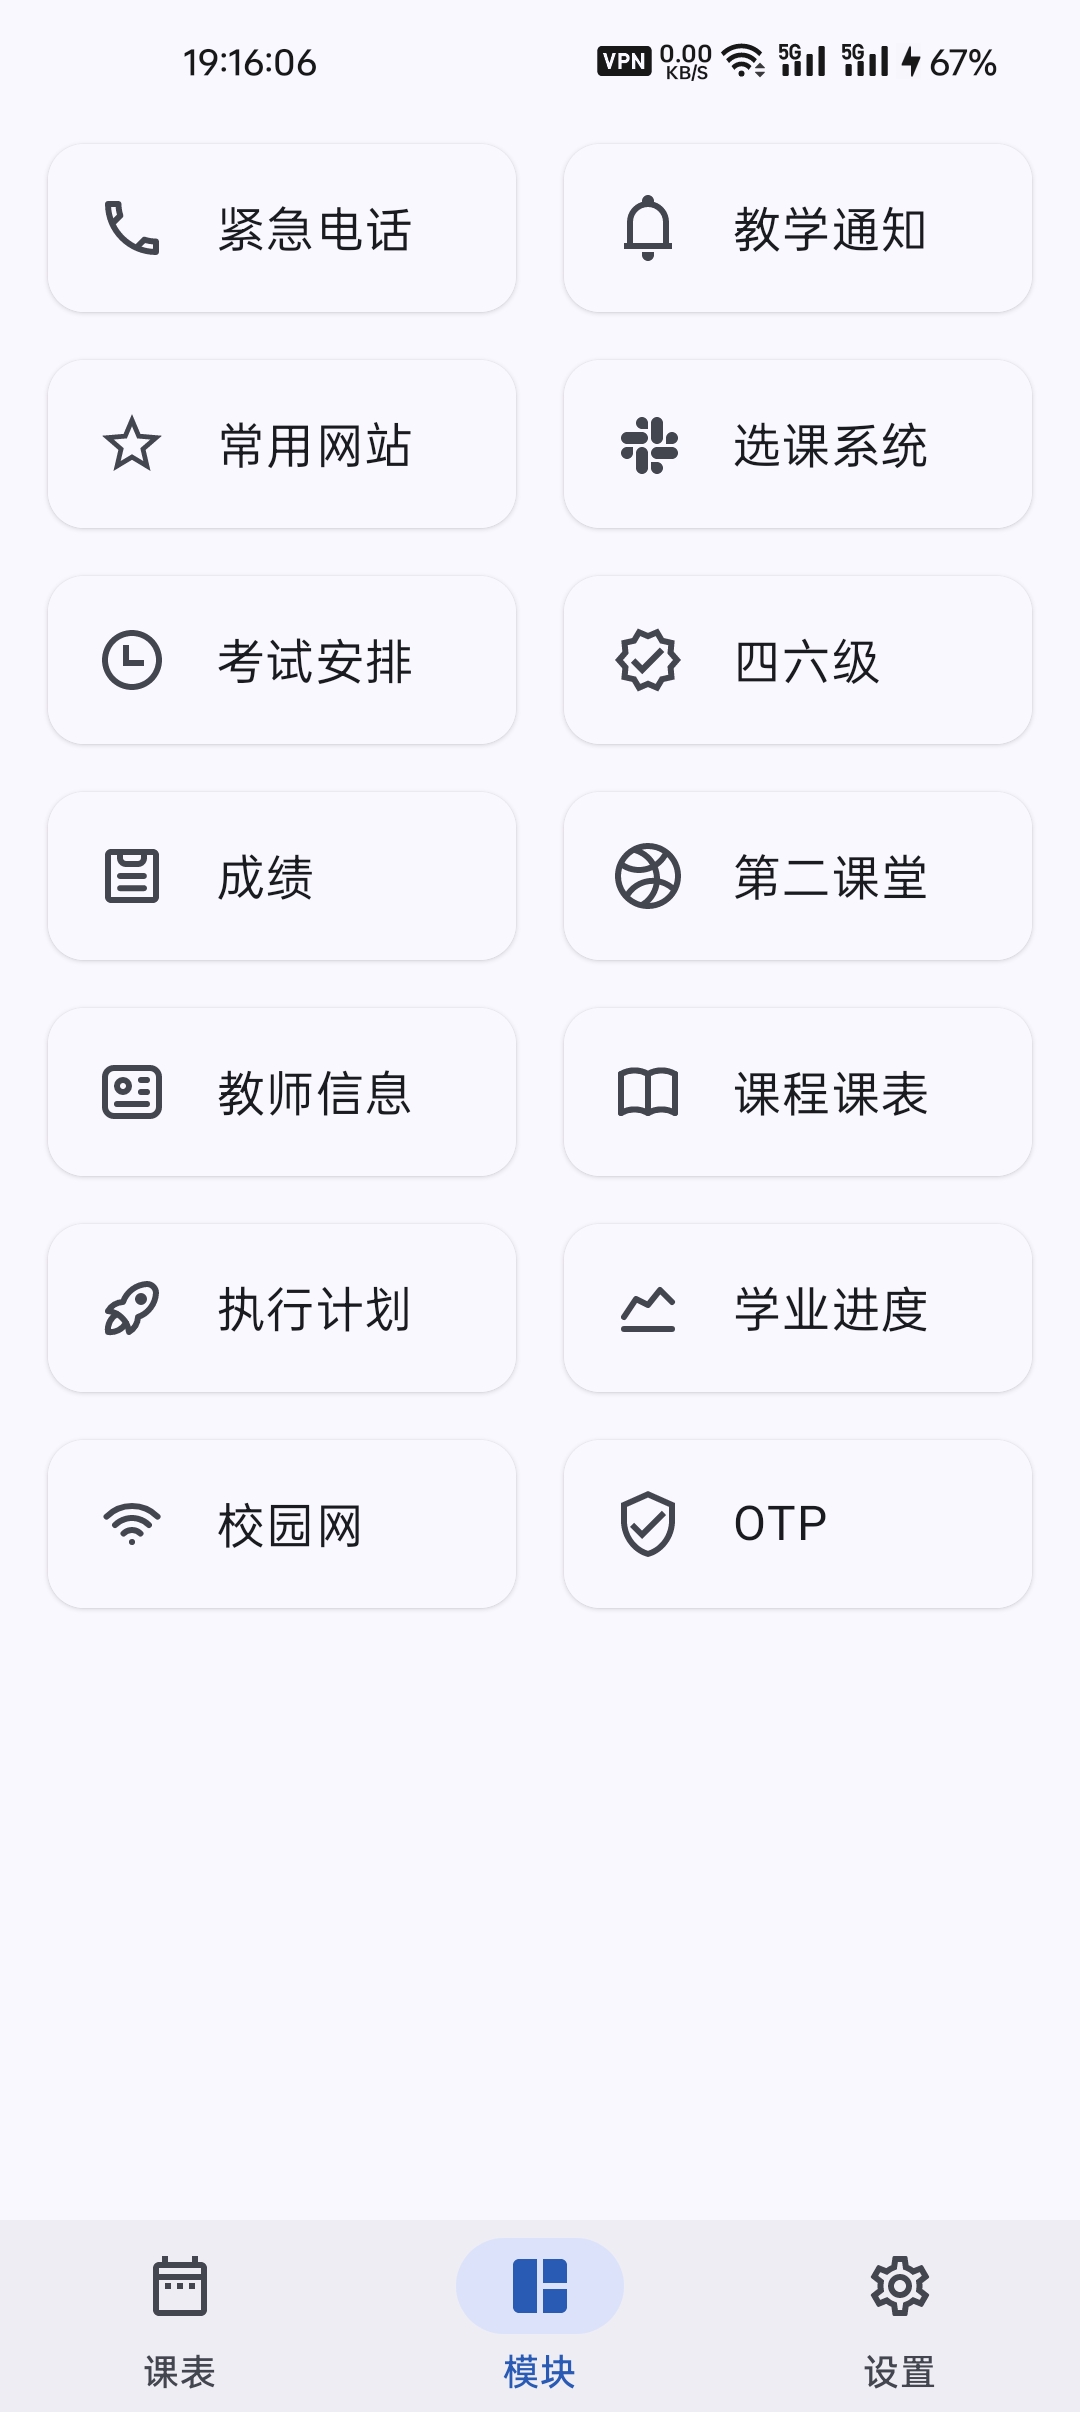 19:16:06 VPN 0.00 KB/S 5G 5G 67%
紧急电话 教学通知
常用网站 选课系统
考试安排 四六级
成绩 第二课堂
教师信息 课程课表
执行计划 学业进度
校园网 OTP
课表 模块 设置